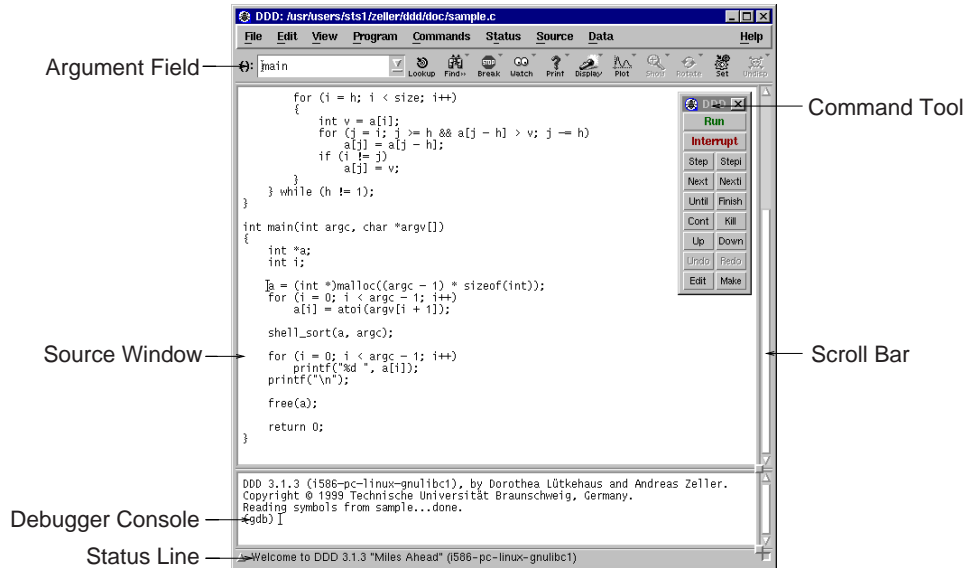 DDD: /usr/users/sts1/zeller/ddd/doc/sample.c
File Edit View Program Commands Status Source Data Help
Argument Field
(): main
Lookup Find>> Break Watch Print Display Plot Show Rotate Set Undisp
for (i = h; i < size; i++)
{
int v = a[i];
for (j = i; j >= h && a[j - h] > v; j -= h)
a[j] = a[j - h];
if (i != j)
a[j] = v;
}
} while (h != 1);
}
int main(int argc, char *argv[])
{
int *a;
int i;
a = (int *)malloc((argc - 1) * sizeof(int));
for (i = 0; i < argc - 1; i++)
a[i] = atoi(argv[i + 1]);
shell_sort(a, argc);
for (i = 0; i < argc - 1; i++)
printf("%d ", a[i]);
printf("\n");
free(a);
return 0;
}
DDD
Command Tool
Run
Interrupt
Step Stepi
Next Nexti
Until Finish
Cont Kill
Up Down
Undo Redo
Edit Make
Source Window
Scroll Bar
DDD 3.1.3 (i586-pc-linux-gnulibc1), by Dorothea Lütkehaus and Andreas Zeller.
Copyright © 1999 Technische Universität Braunschweig, Germany.
Reading symbols from sample...done.
Debugger Console
(gdb)
Status Line
Welcome to DDD 3.1.3 "Miles Ahead" (i586-pc-linux-gnulibc1)